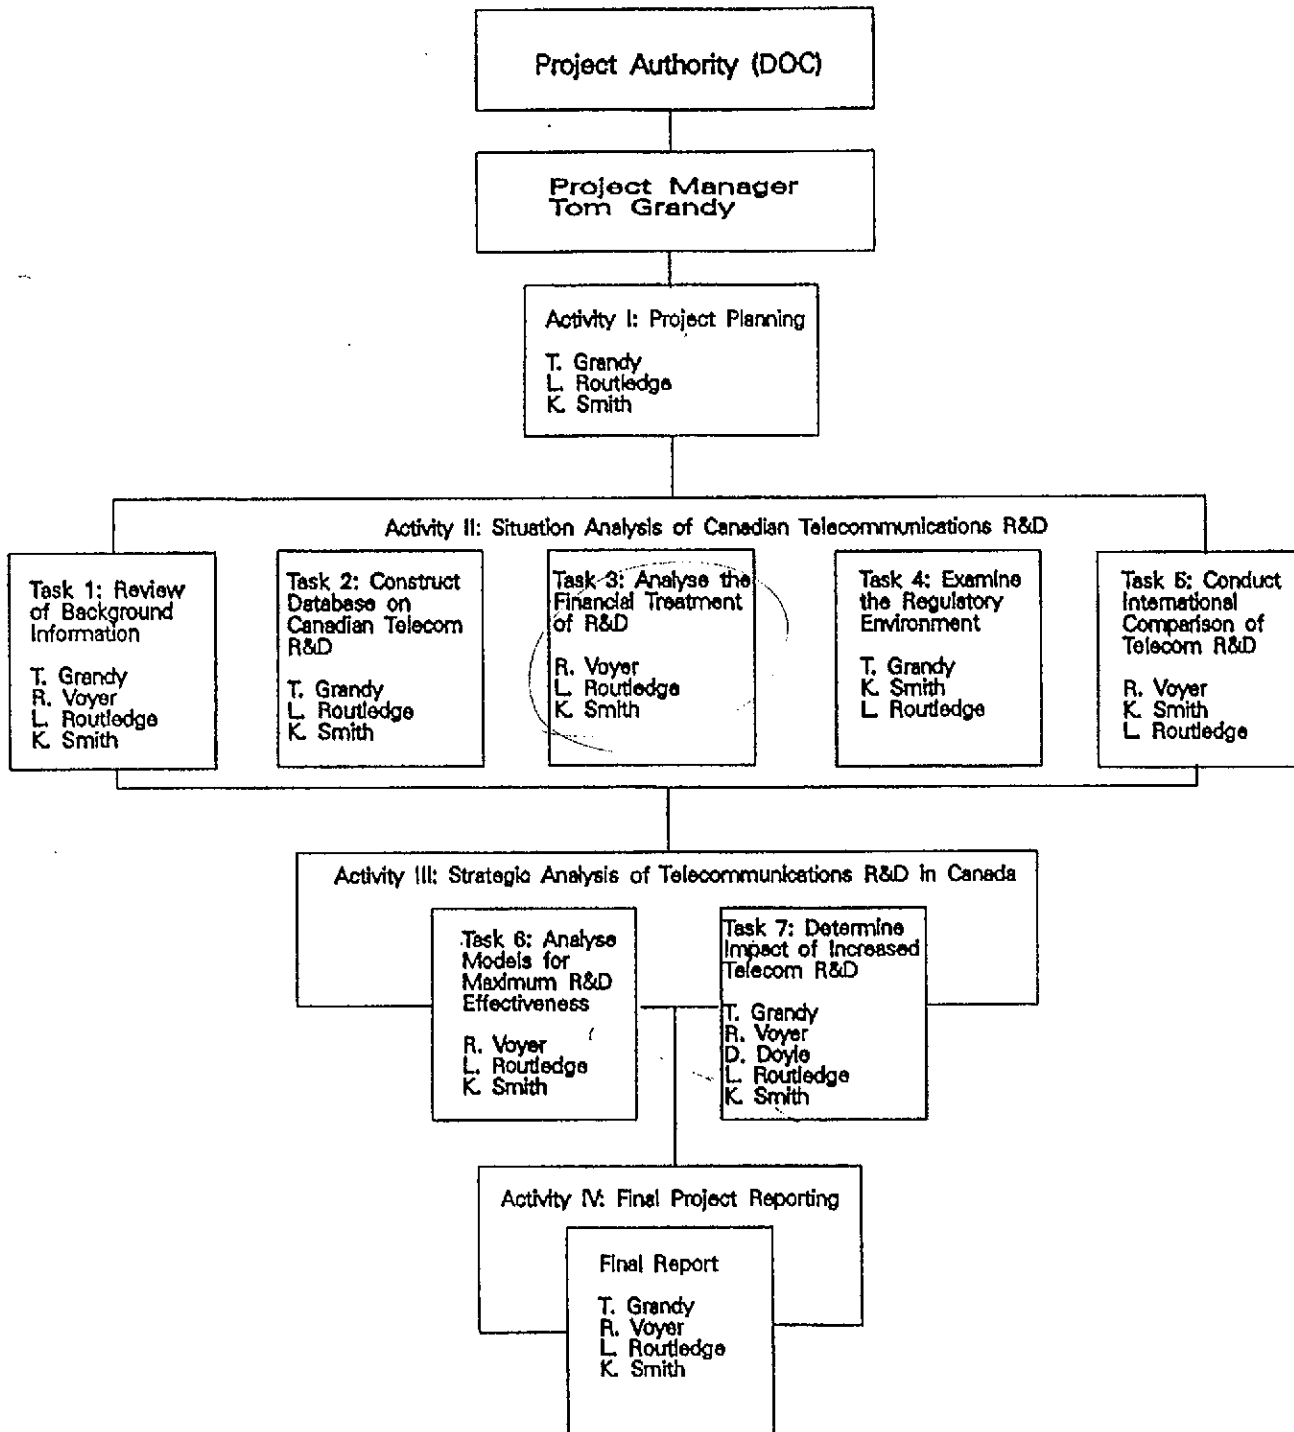 Project Authority (DOC)
Project Manager
Tom Grandy
Activity I: Project Planning
T. Grandy
L. Routledge
K. Smith
Activity II: Situation Analysis of Canadian Telecommunications R&D
Task 1: Review
of Background
Information
T. Grandy
R. Voyer
L. Routledge
K. Smith
Task 2: Construct
Database on
Canadian Telecom
R&D
T. Grandy
L. Routledge
K. Smith
Task 3: Analyse the
Financial Treatment
of R&D
R. Voyer
L. Routledge
K. Smith
Task 4: Examine
the Regulatory
Environment
T. Grandy
K. Smith
L. Routledge
Task 5: Conduct
International
Comparison of
Telecom R&D
R. Voyer
K. Smith
L. Routledge
Activity III: Strategic Analysis of Telecommunications R&D in Canada
Task 6: Analyse
Models for
Maximum R&D
Effectiveness
R. Voyer
L. Routledge
K. Smith
Task 7: Determine
Impact of Increased
Telecom R&D
T. Grandy
R. Voyer
D. Doyle
L. Routledge
K. Smith
Activity IV: Final Project Reporting
Final Report
T. Grandy
R. Voyer
L. Routledge
K. Smith